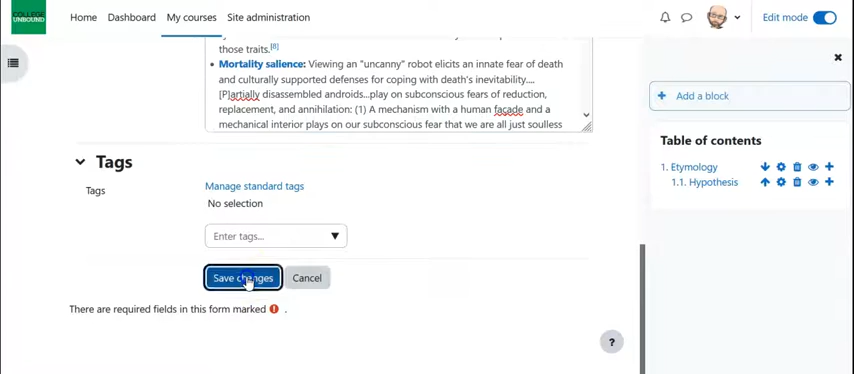 COLLEGE
UNBOUND
Home Dashboard My courses Site administration
Edit mode
those traits.[8]
Mortality salience: Viewing an "uncanny" robot elicits an innate fear of death
and culturally supported defenses for coping with death's inevitability....
[P]artially disassembled androids...play on subconscious fears of reduction,
replacement, and annihilation: (1) A mechanism with a human façade and a
mechanical interior plays on our subconscious fear that we are all just soulless
Tags
Tags
Manage standard tags
No selection
Enter tags...
Save changes Cancel
There are required fields in this form marked .
?
+ Add a block
Table of contents
1. Etymology
1.1. Hypothesis